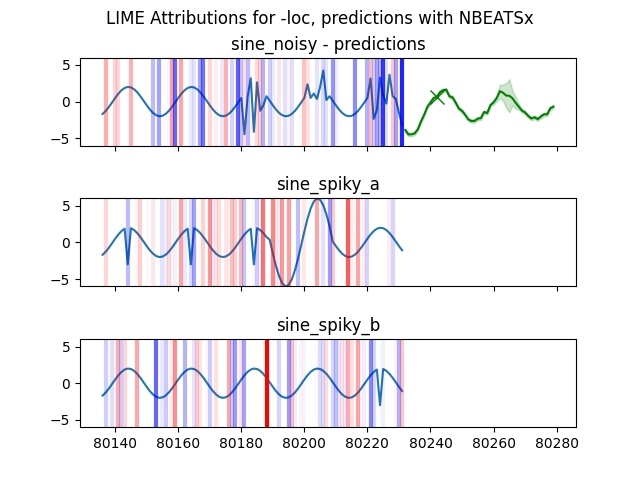 LIME Attributions for -loc, predictions with NBEATSx
sine_noisy - predictions
5
0
−5
sine_spiky_a
5
0
−5
sine_spiky_b
5
0
−5
80140 80160 80180 80200 80220 80240 80260 80280